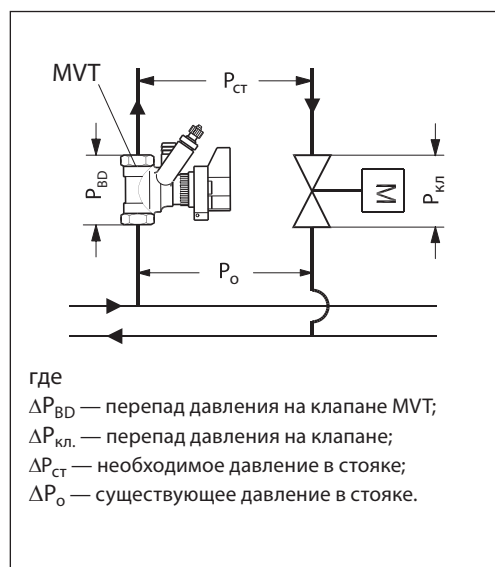 MVT
Pст
PBD
M
Pкл
Pо
где
ΔPBD — перепад давления на клапане MVT;
ΔPкл. — перепад давления на клапане;
ΔPст — необходимое давление в стояке;
ΔPо — существующее давление в стояке.